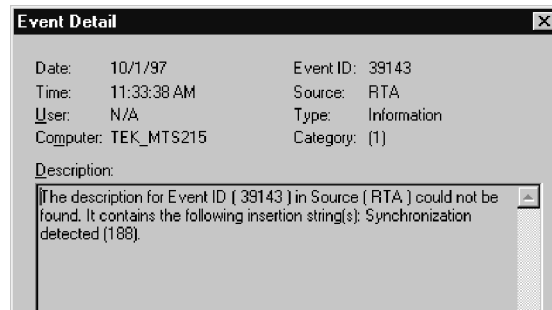 Event Detail
Date: 10/1/97 Event ID: 39143
Time: 11:33:38 AM Source: RTA
User: N/A Type: Information
Computer: TEK_MTS215 Category: (1)
Description:
The description for Event ID ( 39143 ) in Source ( RTA ) could not be
found. It contains the following insertion string(s): Synchronization
detected (188).